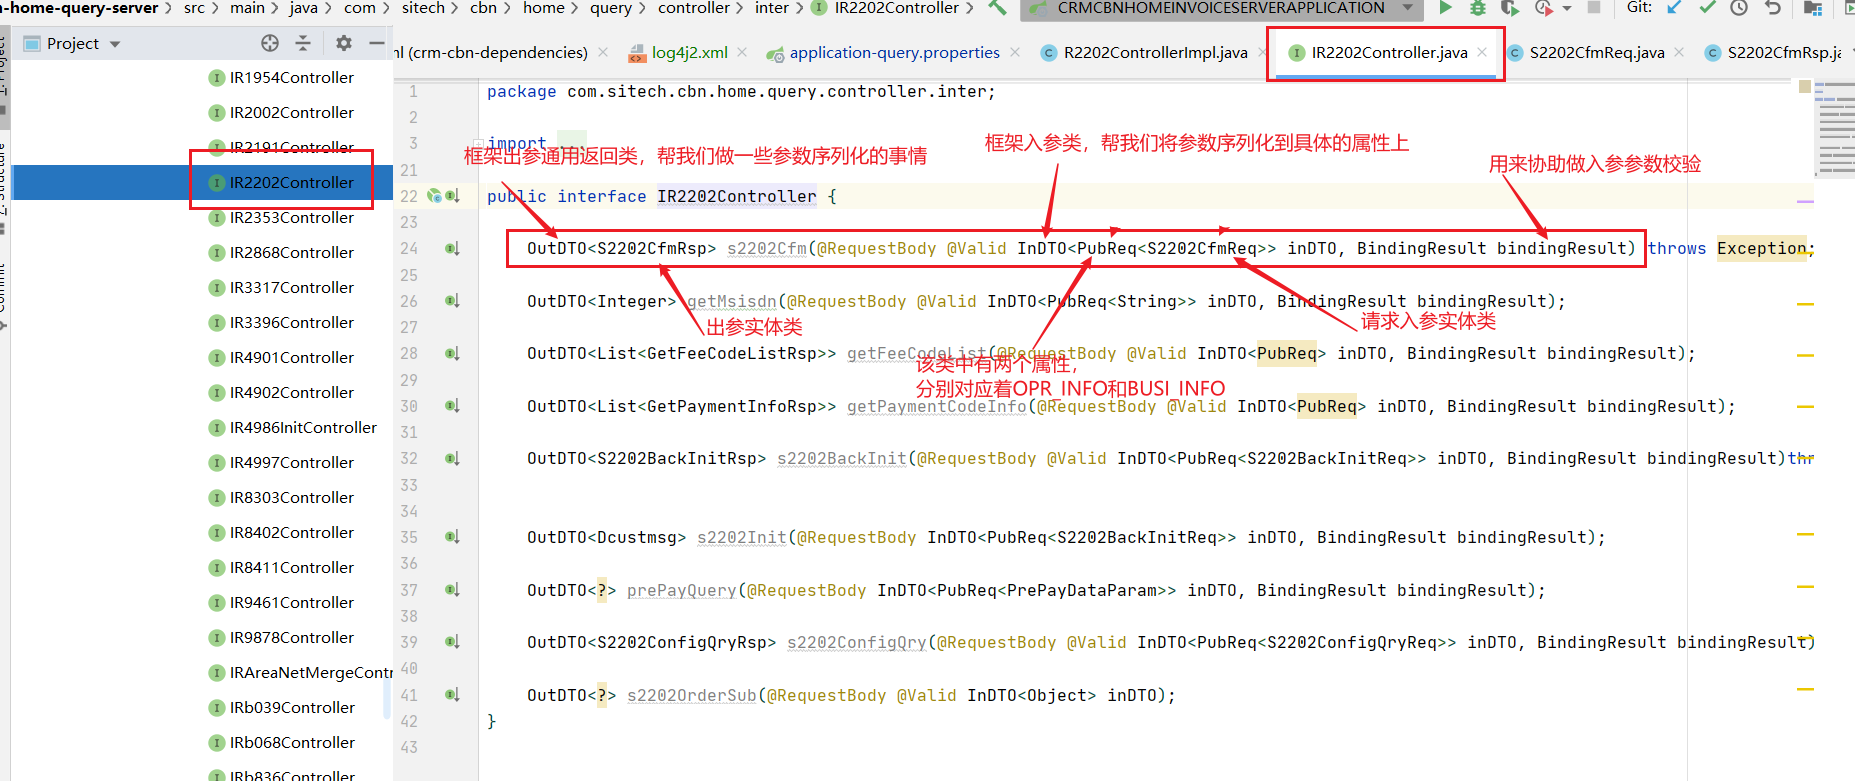 n-home-query-server > src > main > java > com > sitech > cbn > home > query > controller > inter > IR2202Controller > CRMCBNHOMEINVOICESERVERAPPLICATION Git:
Project
ml (crm-cbn-dependencies) log4j2.xml application-query.properties R2202ControllerImpl.java IR2202Controller.java S2202CfmReq.java S2202CfmRsp.ja
IR1954Controller
IR2002Controller
IR2191Controller
IR2202Controller
IR2353Controller
IR2868Controller
IR3317Controller
IR3396Controller
IR4901Controller
IR4902Controller
IR4986InitController
IR4997Controller
IR8303Controller
IR8402Controller
IR8411Controller
IR9461Controller
IR9878Controller
IRAreaNetMergeContr
IRb039Controller
IRb068Controller
IRb836Controller
1 package com.sitech.cbn.home.query.controller.inter;
2
3 import ...
框架出参通用返回类，帮我们做一些参数序列化的事情
框架入参类，帮我们将参数序列化到具体的属性上
用来协助做入参参数校验
21
22 public interface IR2202Controller {
23
24 OutDTO<S2202CfmRsp> s2202Cfm(@RequestBody @Valid InDTO<PubReq<S2202CfmReq>> inDTO, BindingResult bindingResult) throws Exception;
25
26 OutDTO<Integer> getMsisdn(@RequestBody @Valid InDTO<PubReq<String>> inDTO, BindingResult bindingResult);
27
出参实体类
请求入参实体类
28 OutDTO<List<GetFeeCodeListRsp>> getFeeCodeList(@RequestBody @Valid InDTO<PubReq> inDTO, BindingResult bindingResult);
该类中有两个属性，
分别对应着OPR_INFO和BUSI_INFO
29
30 OutDTO<List<GetPaymentInfoRsp>> getPaymentCodeInfo(@RequestBody @Valid InDTO<PubReq> inDTO, BindingResult bindingResult);
31
32 OutDTO<S2202BackInitRsp> s2202BackInit(@RequestBody @Valid InDTO<PubReq<S2202BackInitReq>> inDTO, BindingResult bindingResult)thr
33
34
35 OutDTO<Dcustmsg> s2202Init(@RequestBody InDTO<PubReq<S2202BackInitReq>> inDTO, BindingResult bindingResult);
36
37 OutDTO<?> prePayQuery(@RequestBody InDTO<PubReq<PrePayDataParam>> inDTO, BindingResult bindingResult);
38
39 OutDTO<S2202ConfigQryRsp> s2202ConfigQry(@RequestBody @Valid InDTO<PubReq<S2202ConfigQryReq>> inDTO, BindingResult bindingResult)
40
41 OutDTO<?> s2202OrderSub(@RequestBody @Valid InDTO<Object> inDTO);
42 }
43